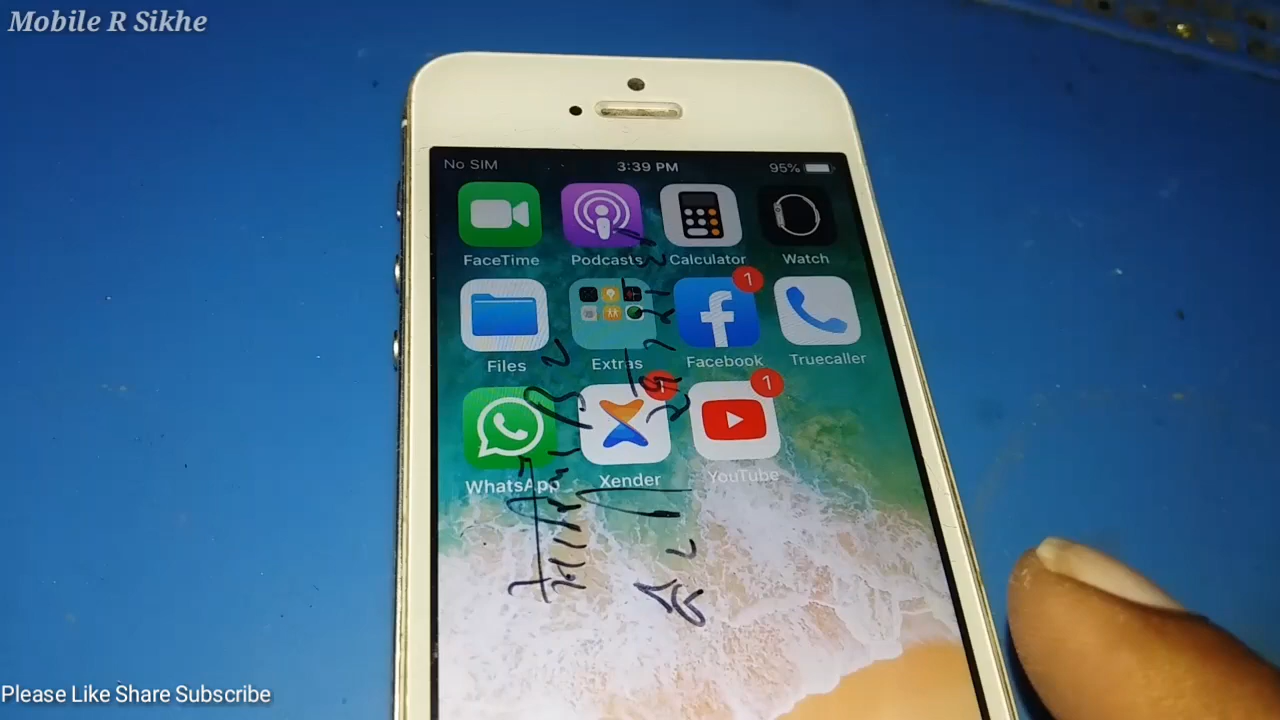 Mobile R Sikhe
No SIM 3:39 PM 95%
FaceTime Podcasts Calculator Watch
1
Files Extras Facebook Truecaller
1 1
WhatsApp Xender YouTube
Please Like Share Subscribe